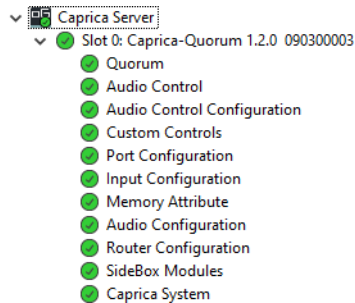 Caprica Server
Slot 0: Caprica-Quorum 1.2.0 090300003
Quorum
Audio Control
Audio Control Configuration
Custom Controls
Port Configuration
Input Configuration
Memory Attribute
Audio Configuration
Router Configuration
SideBox Modules
Caprica System